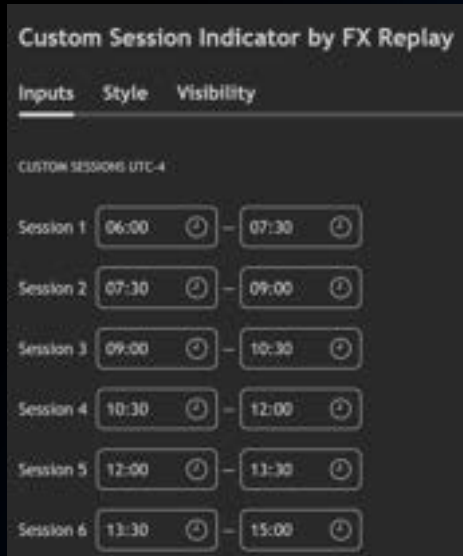 Custom Session Indicator by FX Replay
Inputs Style Visibility
CUSTOM SESSIONS UTC-4
Session 1 06:00 – 07:30
Session 2 07:30 – 09:00
Session 3 09:00 – 10:30
Session 4 10:30 – 12:00
Session 5 12:00 – 13:30
Session 6 13:30 – 15:00